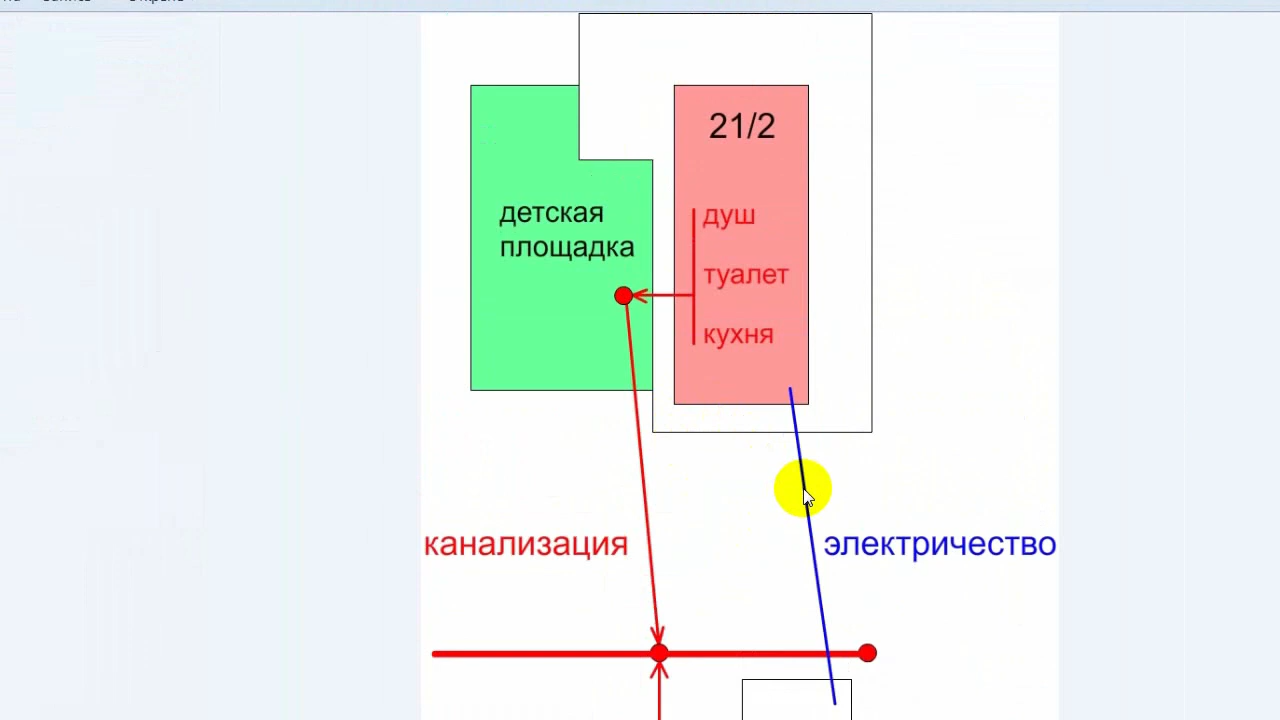 21/2
детская
площадка
душ
туалет
кухня
канализация
электричество